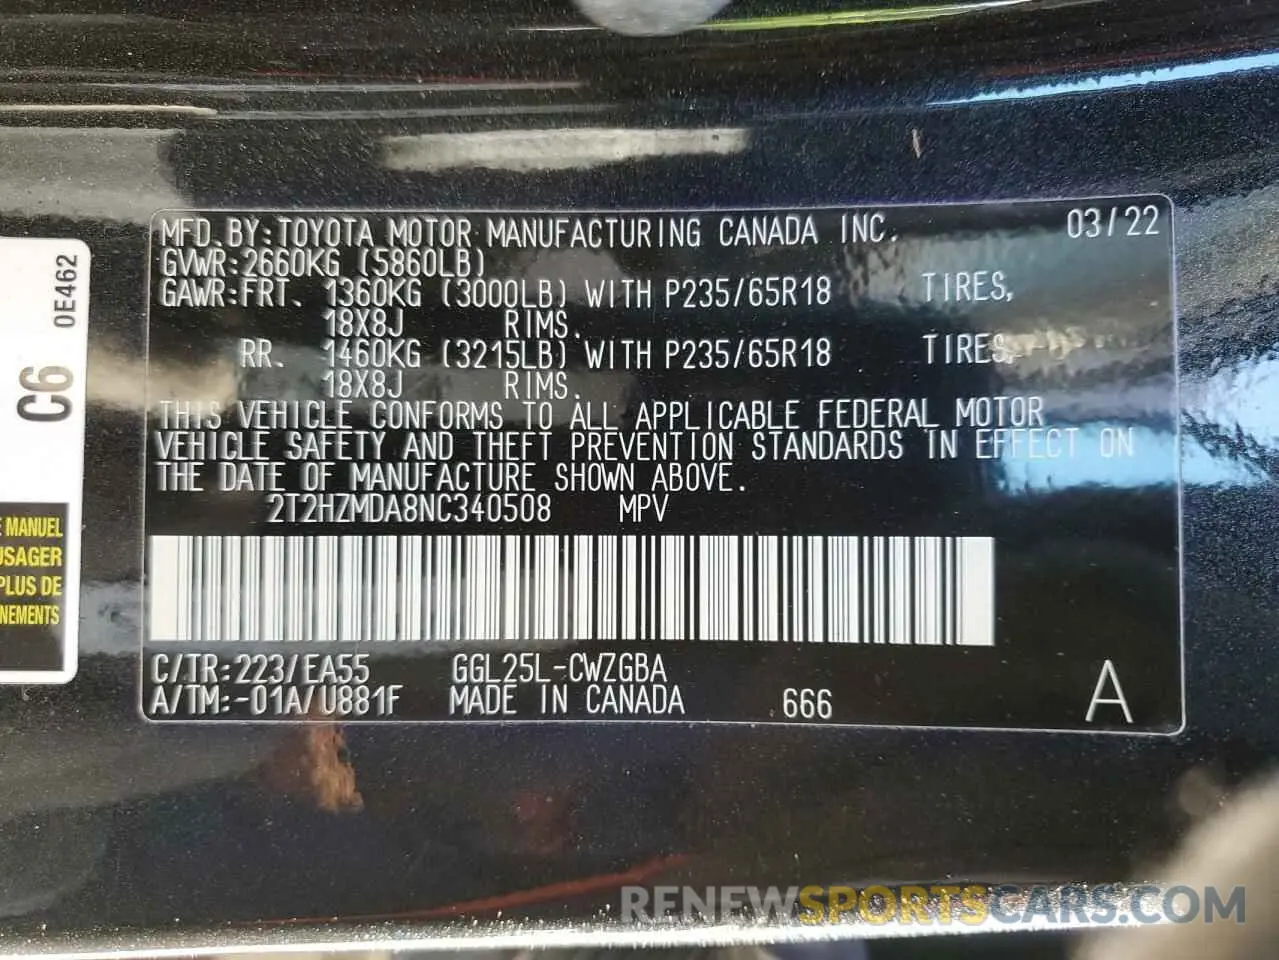 MFD.BY:TOYOTA MOTOR MANUFACTURING CANADA INC. 03/22
GVWR:2660KG (5860LB)
GAWR:FRT. 1360KG (3000LB) WITH P235/65R18 TIRES,
18X8J RIMS.
RR. 1460KG (3215LB) WITH P235/65R18 TIRES,
18X8J RIMS.
THIS VEHICLE CONFORMS TO ALL APPLICABLE FEDERAL MOTOR
VEHICLE SAFETY AND THEFT PREVENTION STANDARDS IN EFFECT ON
THE DATE OF MANUFACTURE SHOWN ABOVE.
2T2HZMDA8NC340508 MPV
C/TR:223/EA55 GGL25L-CWZGBA
A/TM:-01A/U881F MADE IN CANADA 666 A
C6 0E462
MANUEL
USAGER
PLUS DE
NEMENTS
RENEWSPORTSCARS.COM